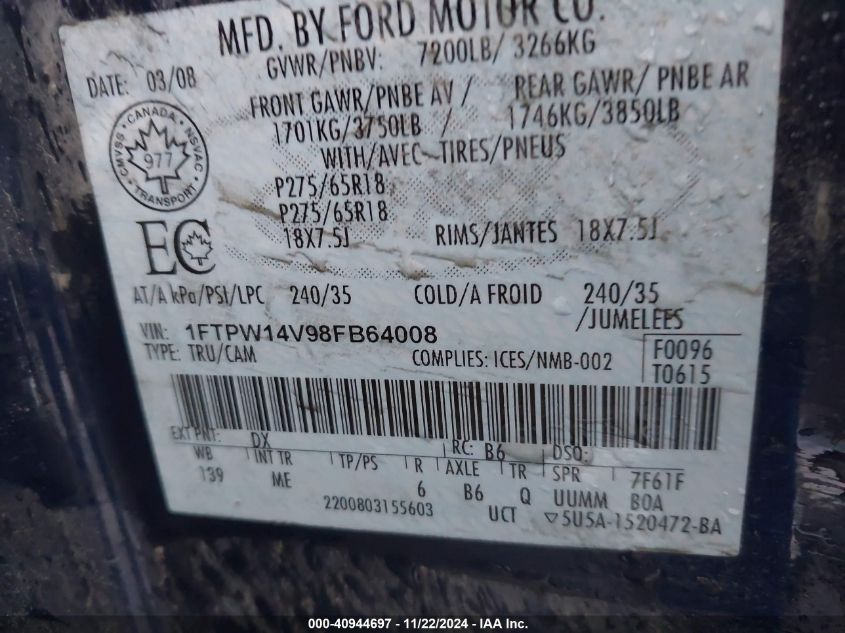 MFD. BY FORD MOTOR CO.
DATE: 03/08
GVWR/PNBV: 7200LB/ 3266KG
FRONT GAWR/PNBE AV / REAR GAWR/ PNBE AR
1701KG/3750LB / 1746KG/3850LB
WITH/AVEC-TIRES/PNEUS
CANADA
CMVSS
NSVAC
977
TRANSPORT
P275/65R18
P275/65R18
18X7.5J RIMS/JANTES 18X7.5J
EC
AT/A kPa/PSI/LPC 240/35 COLD/A FROID 240/35
/JUMELEES
VIN: 1FTPW14V98FB64008
TYPE: TRU/CAM COMPLIES: ICES/NMB-002
F0096
T0615
EXT PNT: DX RC: B6 DSQ:
WB INT TR TP/PS R AXLE TR SPR 7F61F
139 ME 6 B6 Q UUMM BOA
2200803155603 UCT ▽5U5A-1520472-BA
000-40944697 - 11/22/2024 - IAA Inc.